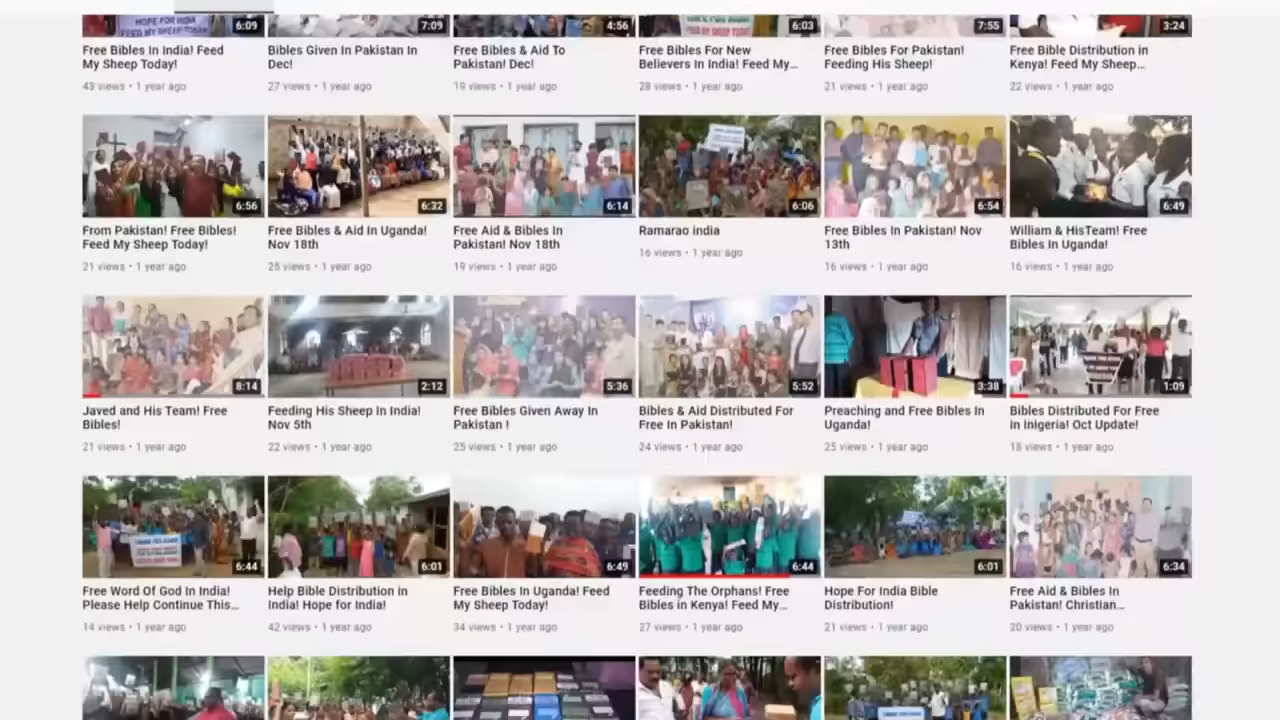 HOPE FOR INDIA
FEED MY SHEEP TODAY
6:09
7:09
4:56
6:03
7:55
3:24
Free Bibles In India! Feed
My Sheep Today!
43 views • 1 year ago
Bibles Given In Pakistan In
Dec!
27 views • 1 year ago
Free Bibles & Aid To
Pakistan! Dec!
19 views • 1 year ago
Free Bibles For New
Believers In India! Feed My...
28 views • 1 year ago
Free Bibles For Pakistan!
Feeding His Sheep!
21 views • 1 year ago
Free Bible Distribution in
Kenya! Feed My Sheep...
22 views • 1 year ago
6:56
6:32
6:14
6:06
6:54
6:49
From Pakistan! Free Bibles!
Feed My Sheep Today!
21 views • 1 year ago
Free Bibles & Aid In Uganda!
Nov 18th
25 views • 1 year ago
Free Aid & Bibles In
Pakistan! Nov 18th
19 views • 1 year ago
Ramarao india
16 views • 1 year ago
Free Bibles In Pakistan! Nov
13th
16 views • 1 year ago
William & HisTeam! Free
Bibles In Uganda!
16 views • 1 year ago
8:14
2:12
5:36
5:52
3:38
1:09
Javed and His Team! Free
Bibles!
21 views • 1 year ago
Feeding His Sheep In India!
Nov 5th
22 views • 1 year ago
Free Bibles Given Away In
Pakistan !
25 views • 1 year ago
Bibles & Aid Distributed For
Free In Pakistan!
24 views • 1 year ago
Preaching and Free Bibles In
Uganda!
25 views • 1 year ago
Bibles Distributed For Free
in Inigeria! Oct Update!
18 views • 1 year ago
6:44
6:01
6:49
6:44
6:01
6:34
Free Word Of God In India!
Please Help Continue This...
14 views • 1 year ago
Help Bible Distribution in
India! Hope for India!
42 views • 1 year ago
Free Bibles In Uganda! Feed
My Sheep Today!
34 views • 1 year ago
Feeding The Orphans! Free
Bibles in Kenya! Feed My...
27 views • 1 year ago
Hope For India Bible
Distribution!
21 views • 1 year ago
Free Aid & Bibles In
Pakistan! Christian...
20 views • 1 year ago